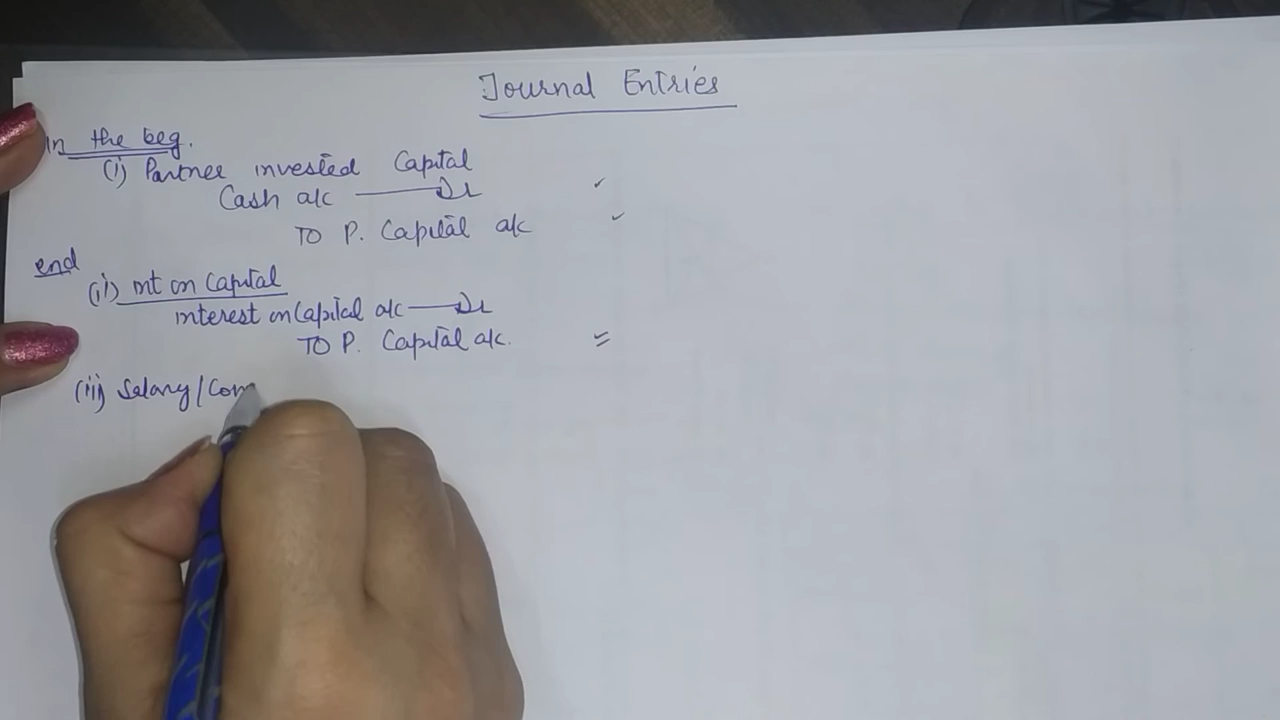 Journal Entries
In the beg.
(i) Partner invested Capital
Cash a/c —— Dr
To P. Capital a/c
end
(ii) int on Capital
interest on Capital a/c —— Dr
To P. Capital a/c.
(iii) Salary/Com